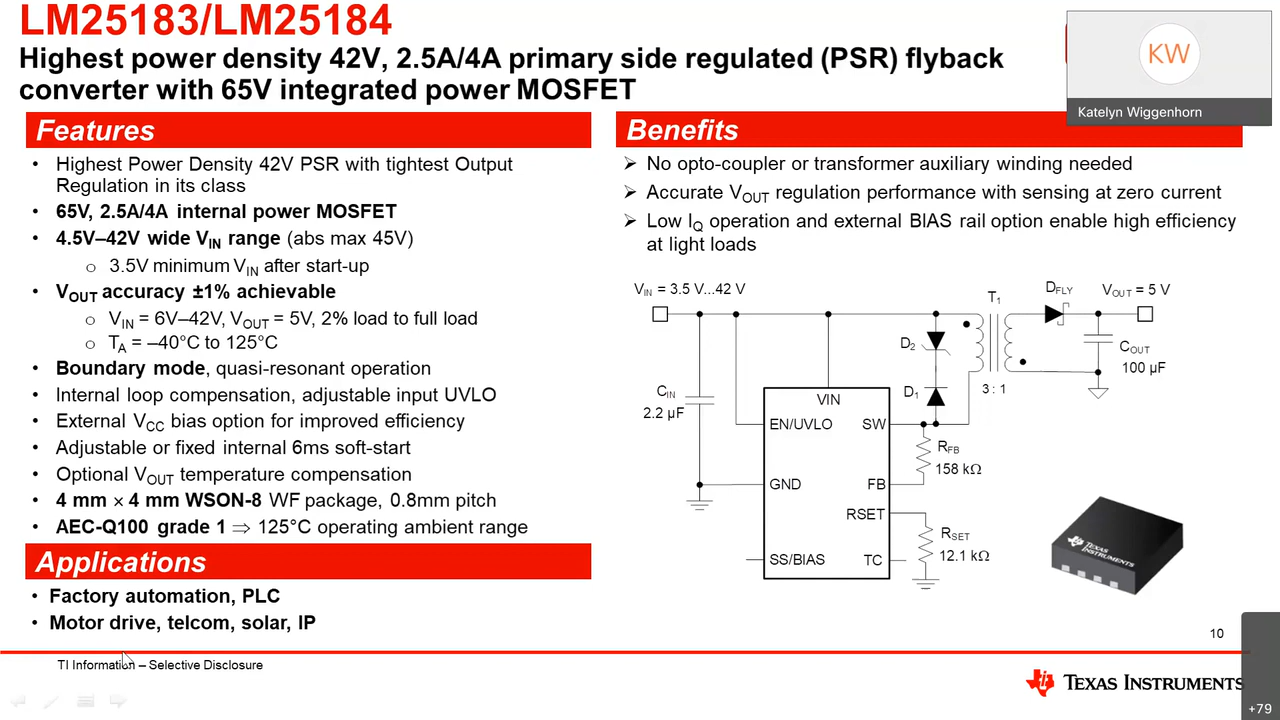 LM25183/LM25184
Highest power density 42V, 2.5A/4A primary side regulated (PSR) flyback
converter with 65V integrated power MOSFET
KW
Katelyn Wiggenhorn
Features
• Highest Power Density 42V PSR with tightest Output
Regulation in its class
• 65V, 2.5A/4A internal power MOSFET
• 4.5V–42V wide VIN range (abs max 45V)
o 3.5V minimum VIN after start-up
• VOUT accuracy ±1% achievable
o VIN = 6V–42V, VOUT = 5V, 2% load to full load
o TA = –40°C to 125°C
• Boundary mode, quasi-resonant operation
• Internal loop compensation, adjustable input UVLO
• External VCC bias option for improved efficiency
• Adjustable or fixed internal 6ms soft-start
• Optional VOUT temperature compensation
• 4 mm × 4 mm WSON-8 WF package, 0.8mm pitch
• AEC-Q100 grade 1 ⇒ 125°C operating ambient range
Applications
• Factory automation, PLC
• Motor drive, telcom, solar, IP
Benefits
➢ No opto-coupler or transformer auxiliary winding needed
➢ Accurate VOUT regulation performance with sensing at zero current
➢ Low IQ operation and external BIAS rail option enable high efficiency
at light loads
VIN = 3.5 V...42 V
T1
DFLY
VOUT = 5 V
D2
COUT
100 µF
CIN
2.2 µF
D1
3 : 1
VIN
EN/UVLO
SW
RFB
158 kΩ
GND
FB
RSET
RSET
12.1 kΩ
SS/BIAS
TC
TEXAS
INSTRUMENTS
10
TI Information – Selective Disclosure
TEXAS INSTRUMENTS
+79